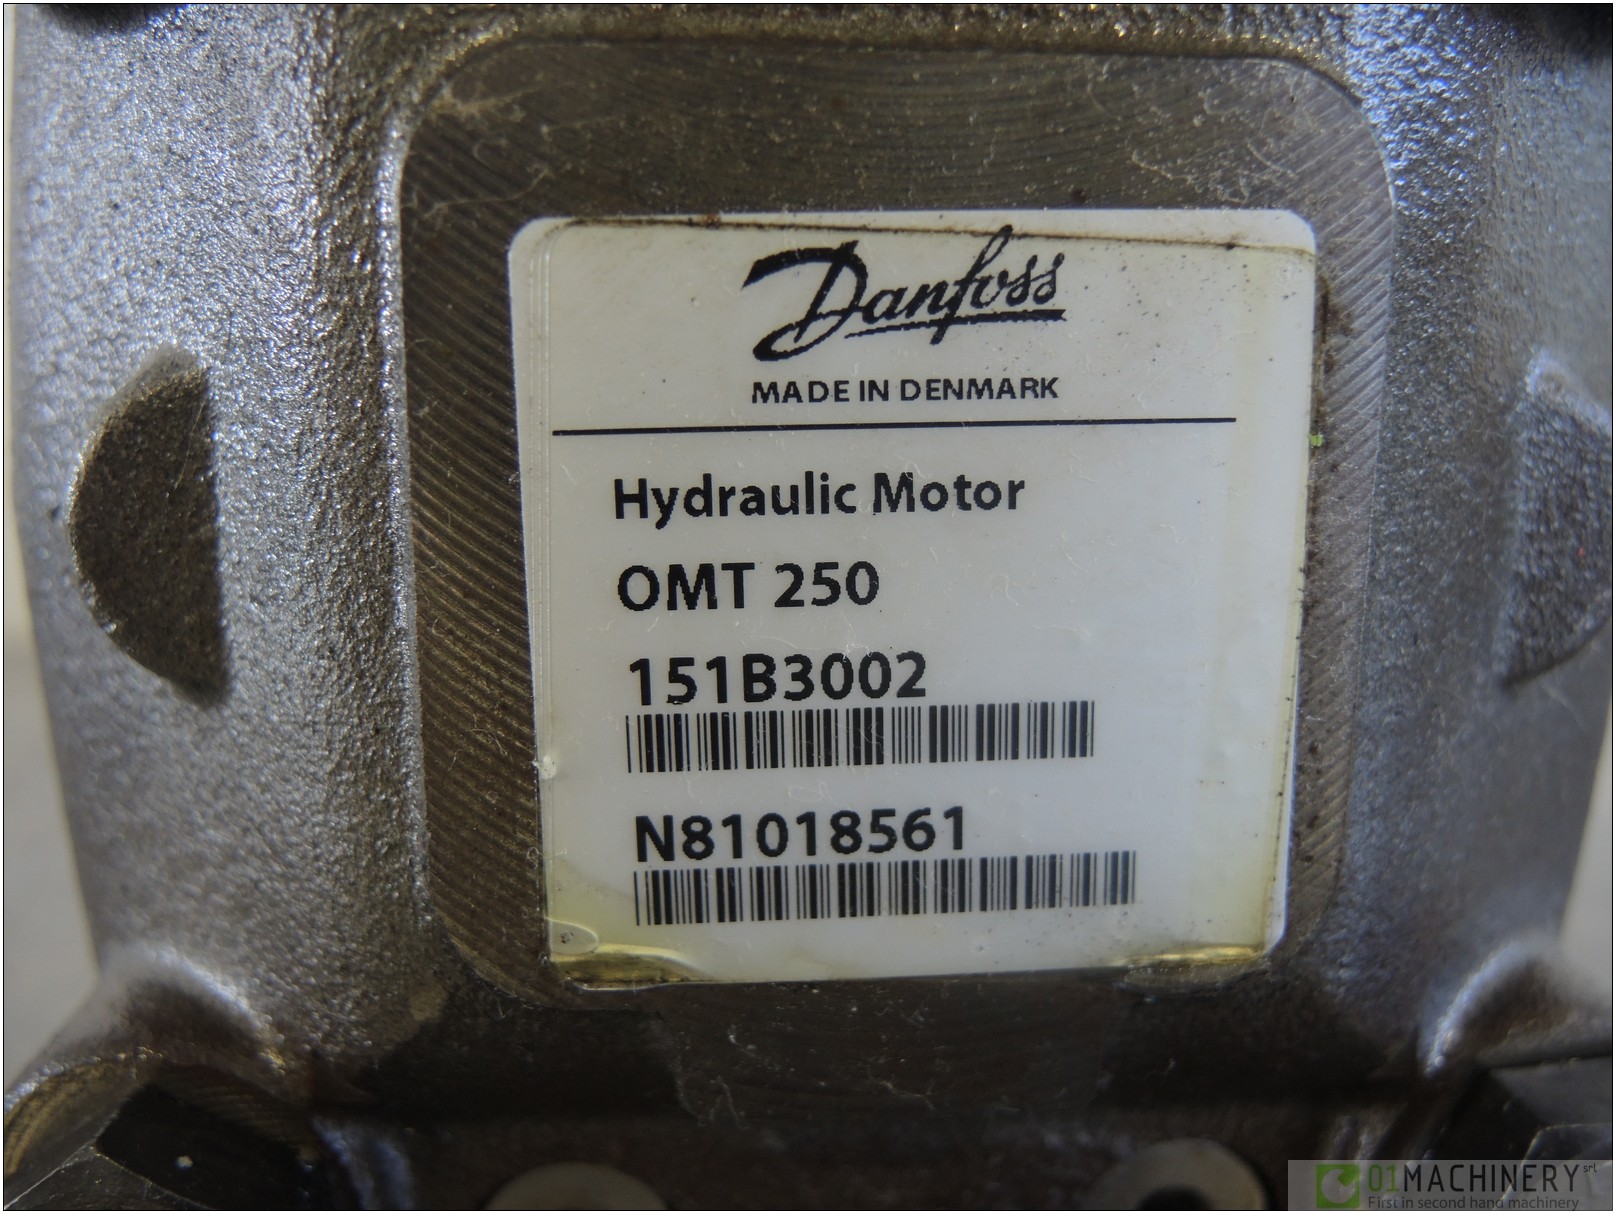 Danfoss
MADE IN DENMARK
Hydraulic Motor
OMT 250
151B3002
N81018561
01MACHINERY srl
First in second hand machinery